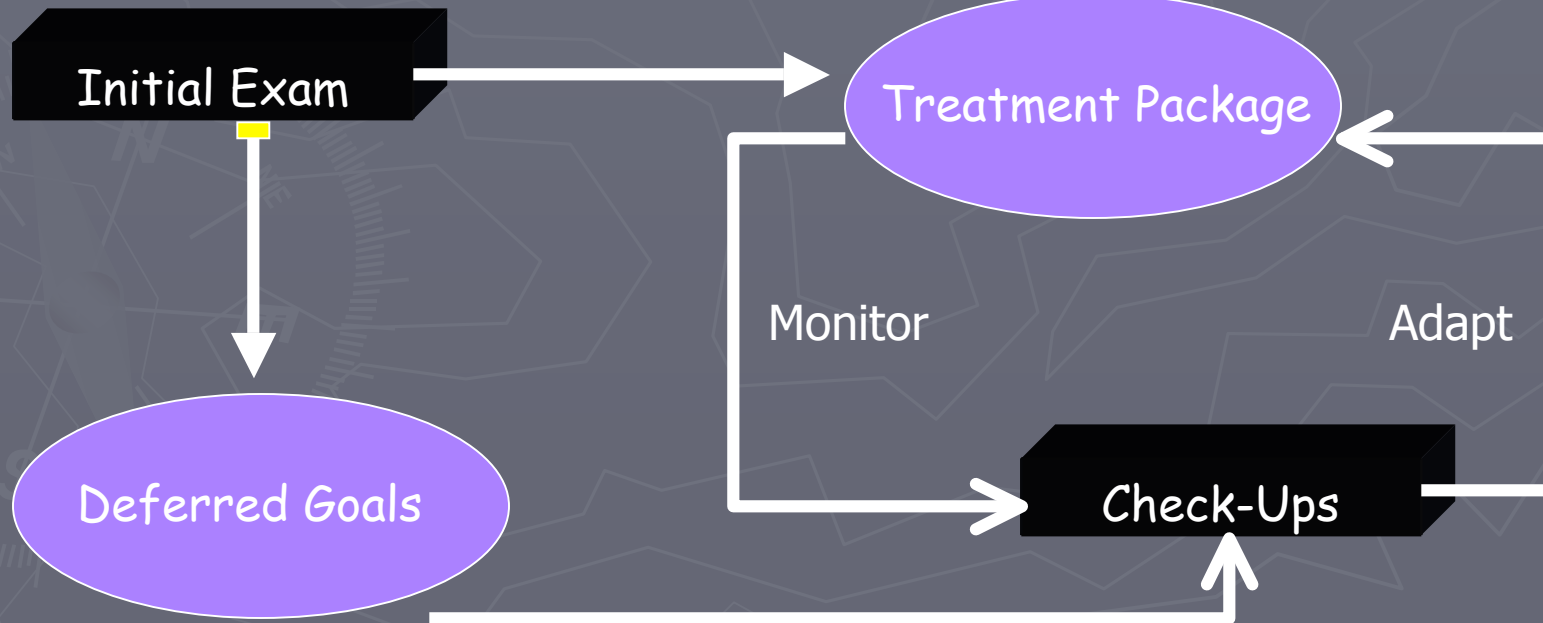 Initial Exam
Treatment Package
Monitor
Adapt
Deferred Goals
Check-Ups